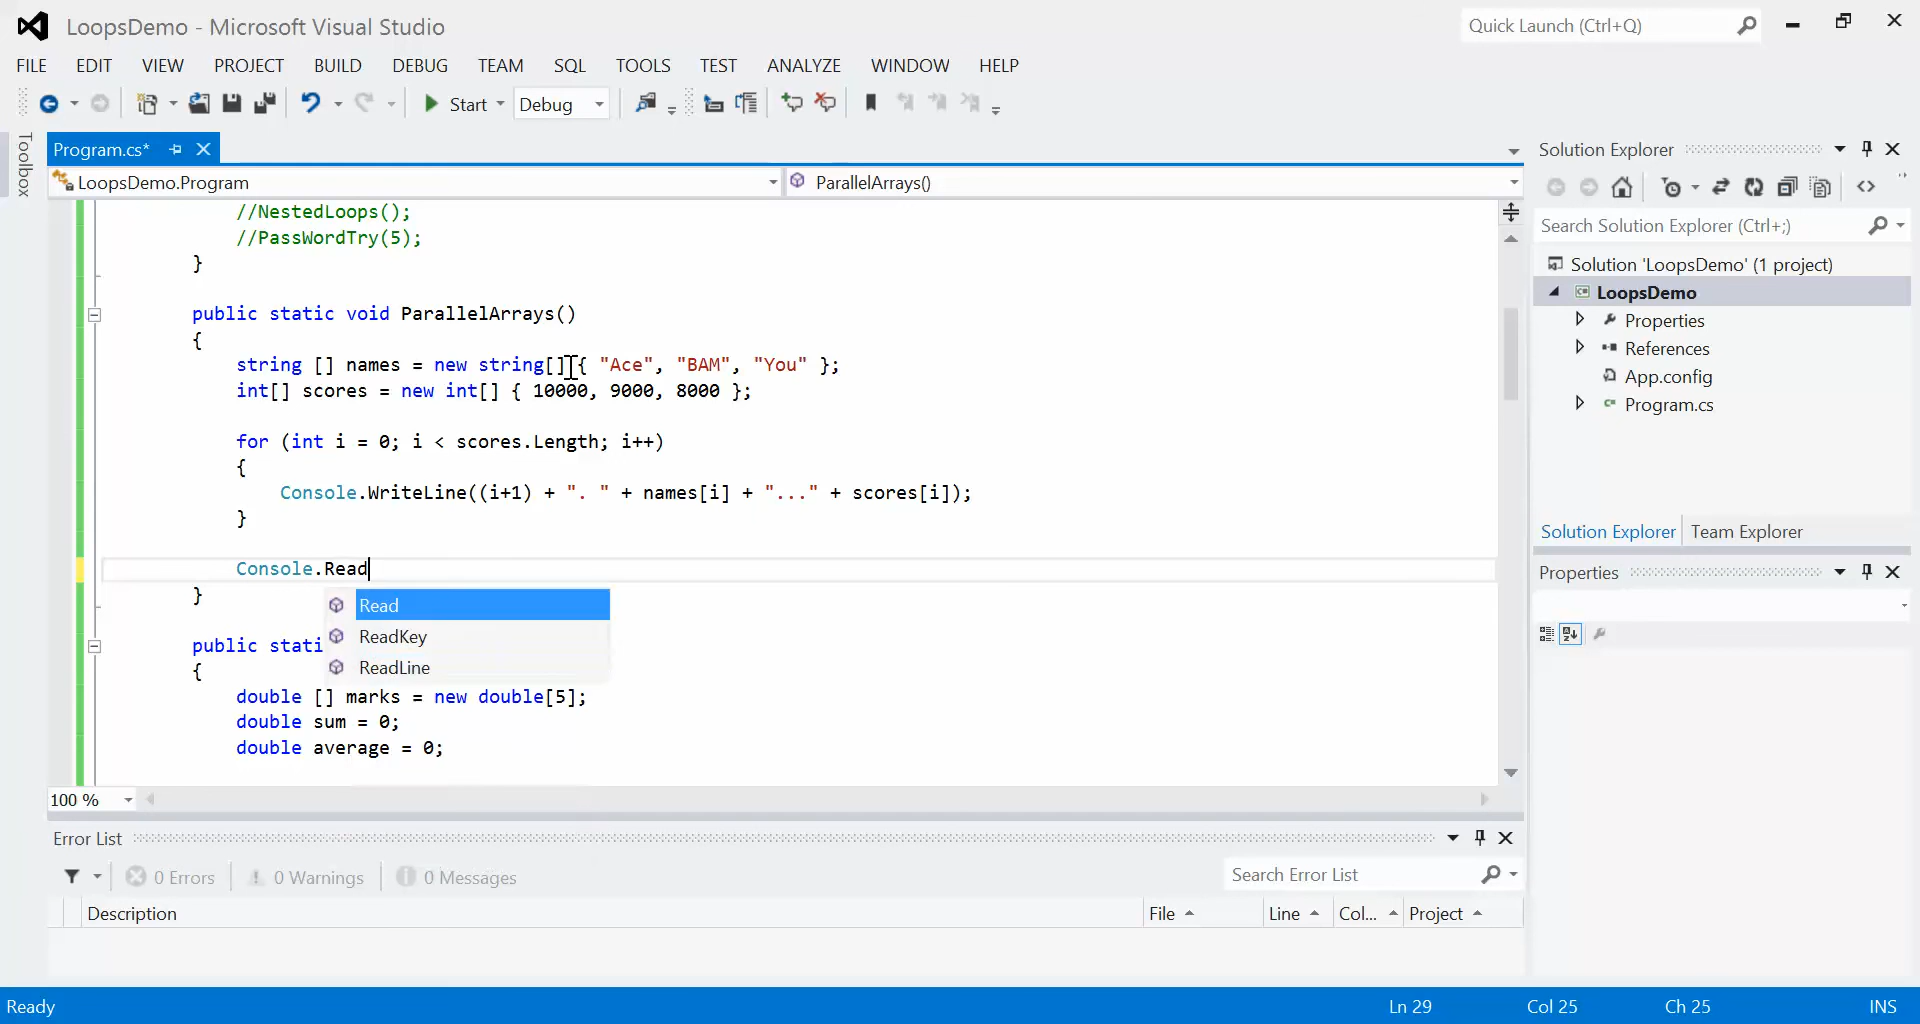 LoopsDemo - Microsoft Visual Studio
Quick Launch (Ctrl+Q)
FILE EDIT VIEW PROJECT BUILD DEBUG TEAM SQL TOOLS TEST ANALYZE WINDOW HELP
Start Debug
Toolbox
Program.cs*
LoopsDemo.Program
ParallelArrays()
//NestedLoops();
//PassWordTry(5);
}
public static void ParallelArrays()
{
string [] names = new string[] { "Ace", "BAM", "You" };
int[] scores = new int[] { 10000, 9000, 8000 };
for (int i = 0; i < scores.Length; i++)
{
Console.WriteLine((i+1) + ". " + names[i] + "..." + scores[i]);
}
Console.Read
}
Read
ReadKey
ReadLine
public stati
{
double [] marks = new double[5];
double sum = 0;
double average = 0;
100 %
Solution Explorer
Search Solution Explorer (Ctrl+;)
Solution 'LoopsDemo' (1 project)
LoopsDemo
Properties
References
App.config
Program.cs
Solution Explorer Team Explorer
Properties
Error List
0 Errors 0 Warnings 0 Messages
Search Error List
Description File Line Col... Project
Ready Ln 29 Col 25 Ch 25 INS